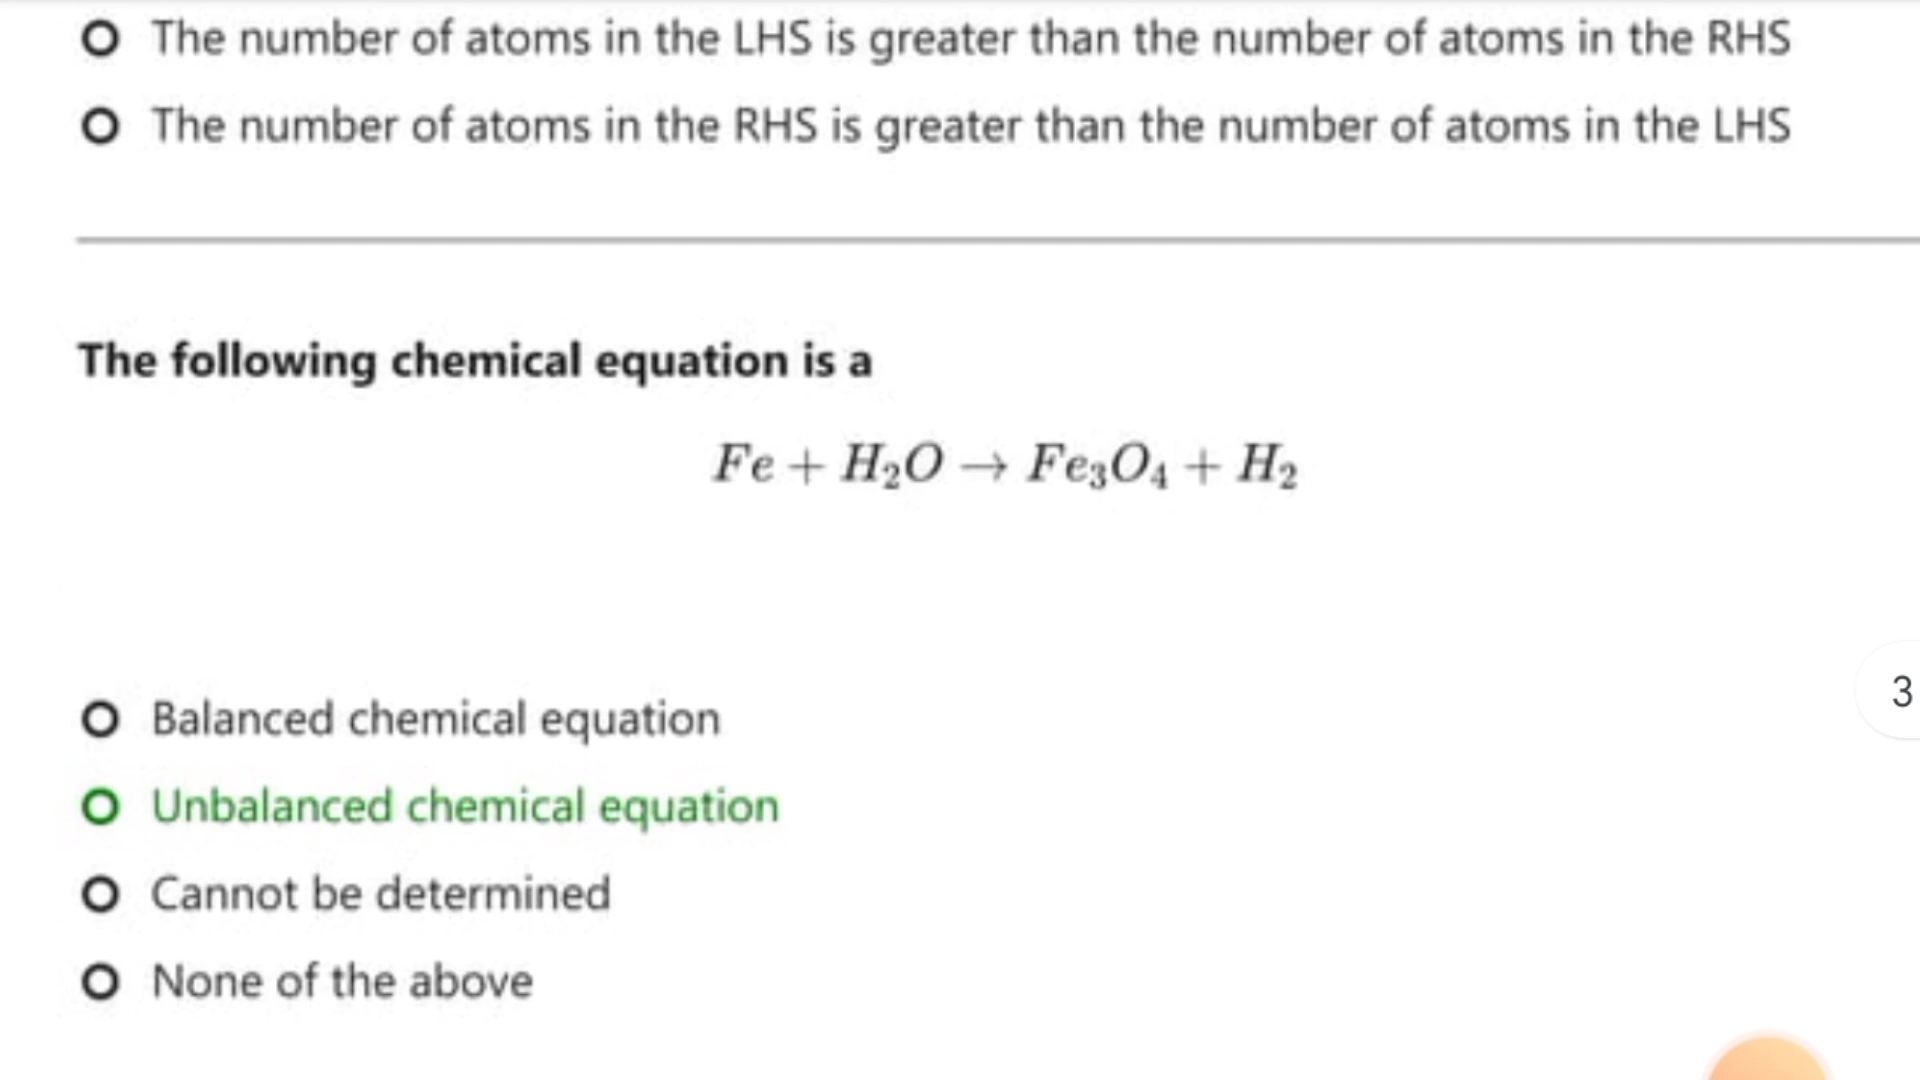 The number of atoms in the LHS is greater than the number of atoms in the RHS
The number of atoms in the RHS is greater than the number of atoms in the LHS
The following chemical equation is a
Fe + H₂O → Fe₃O₄ + H₂
Balanced chemical equation
3
Unbalanced chemical equation
Cannot be determined
None of the above